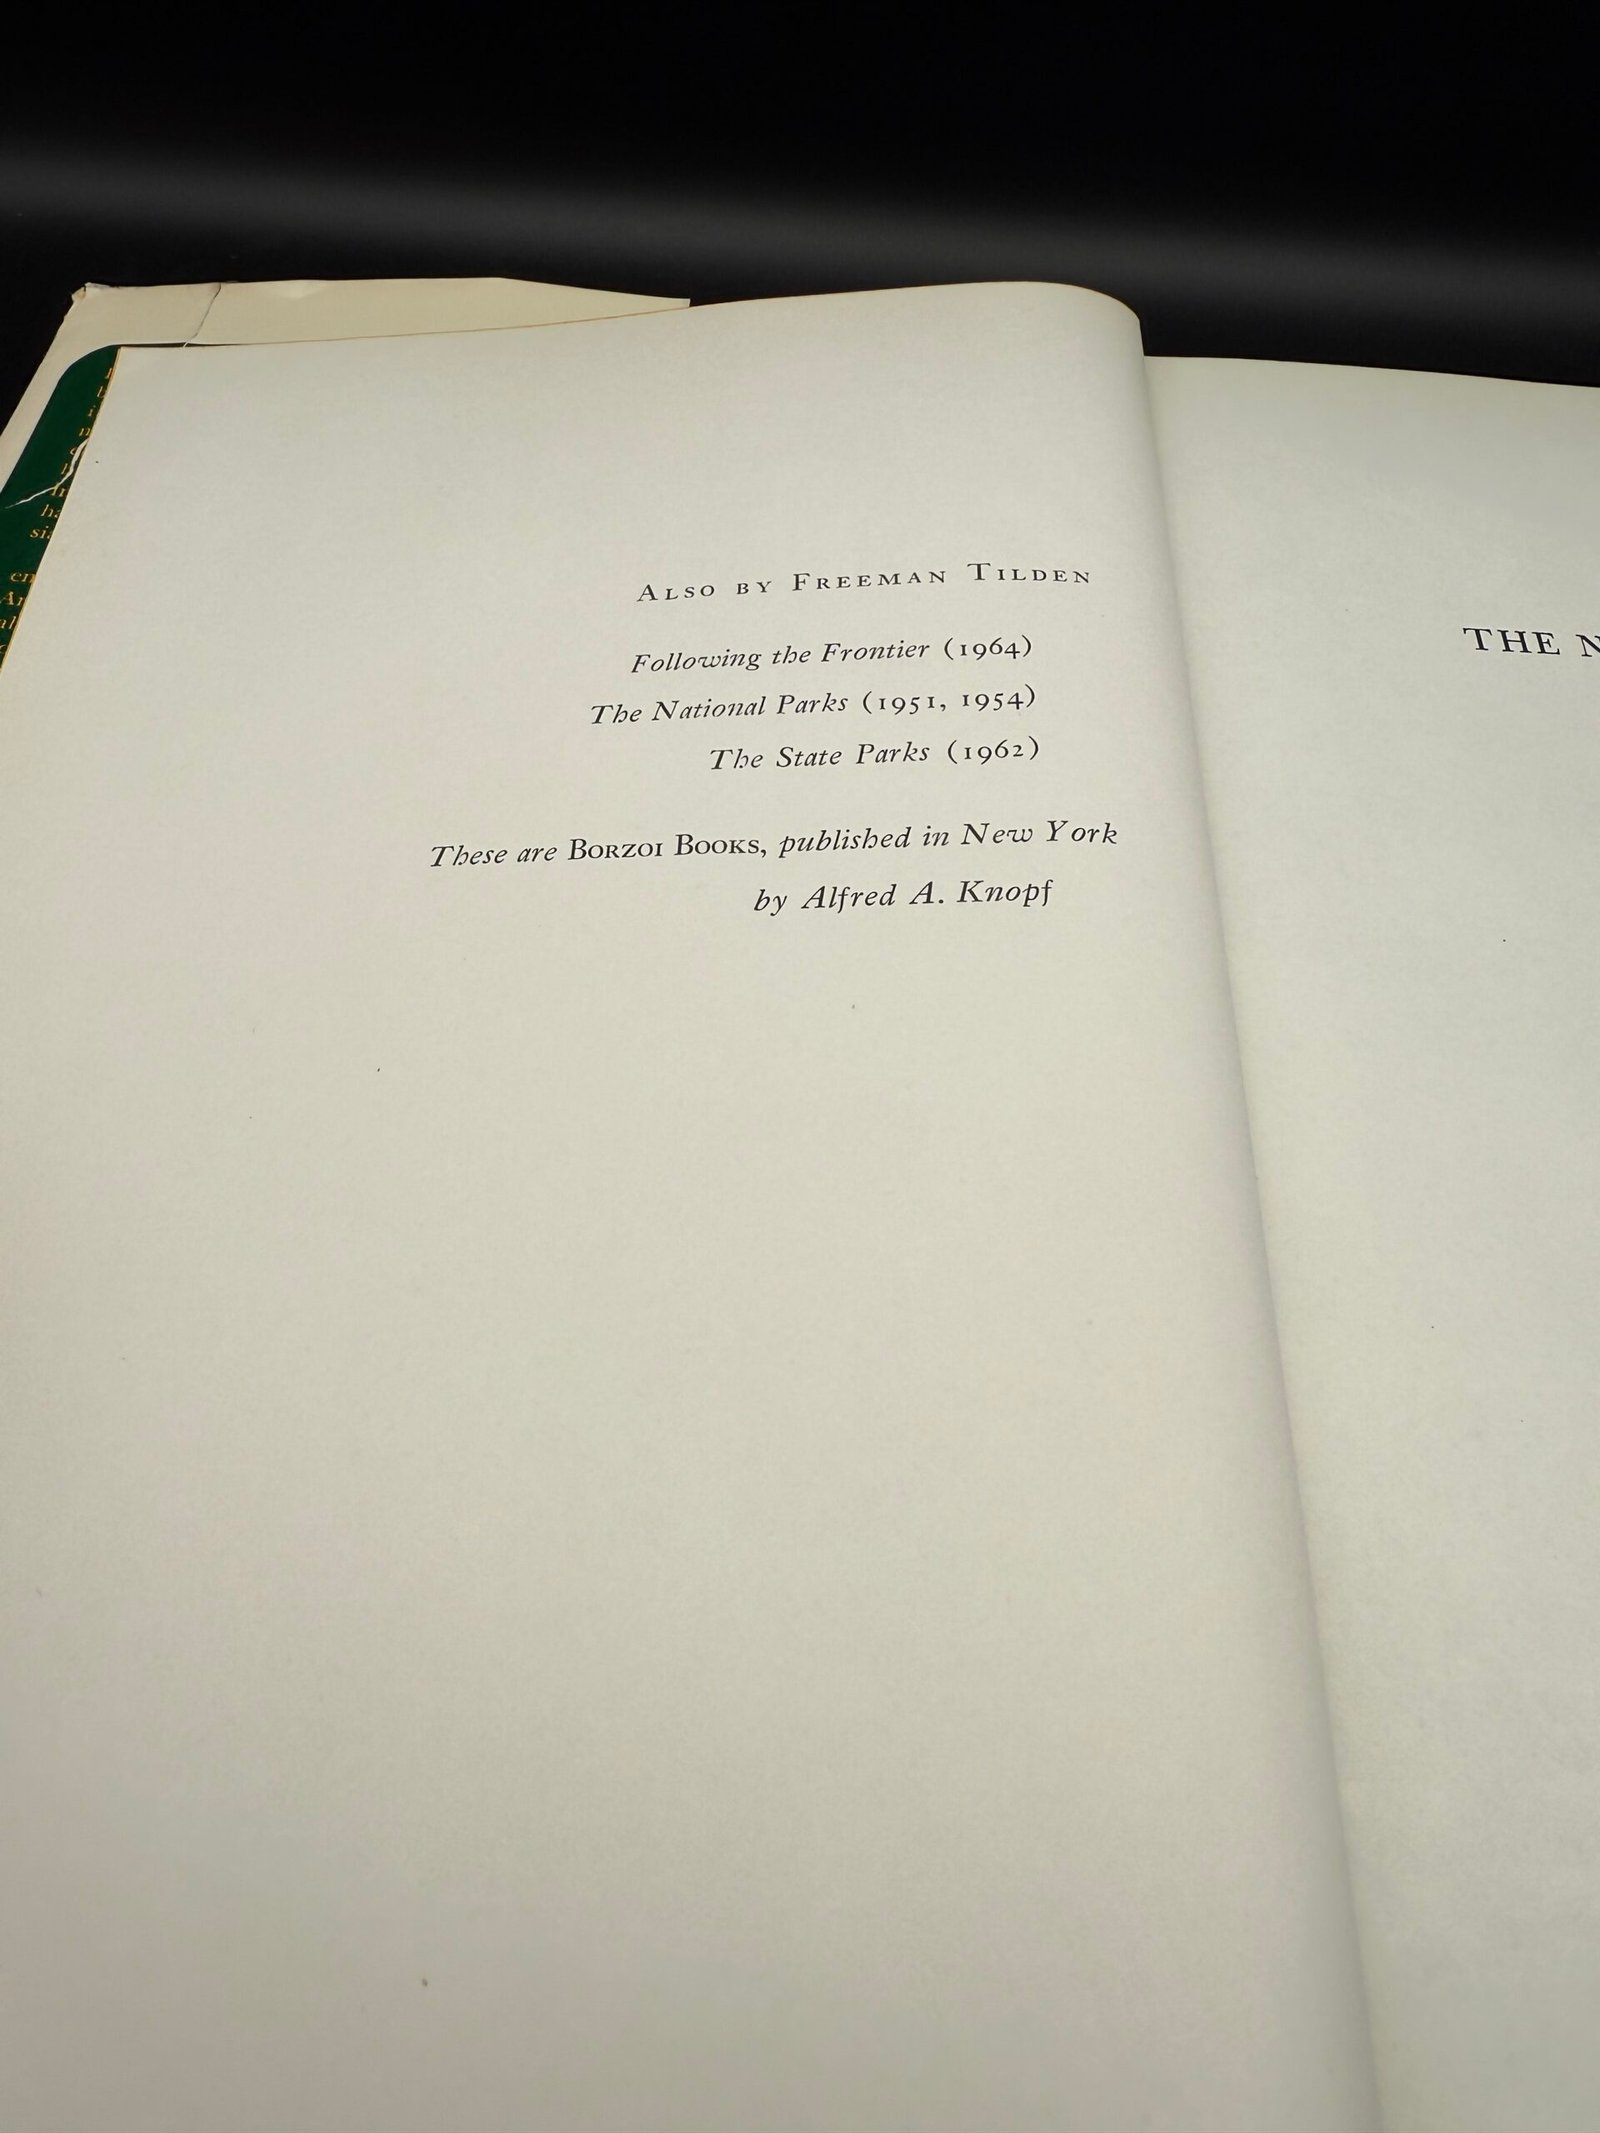 Also by Freeman Tilden
Following the Frontier (1964)
The National Parks (1951, 1954)
The State Parks (1962)
These are Borzoi Books, published in New York
by Alfred A. Knopf
THE